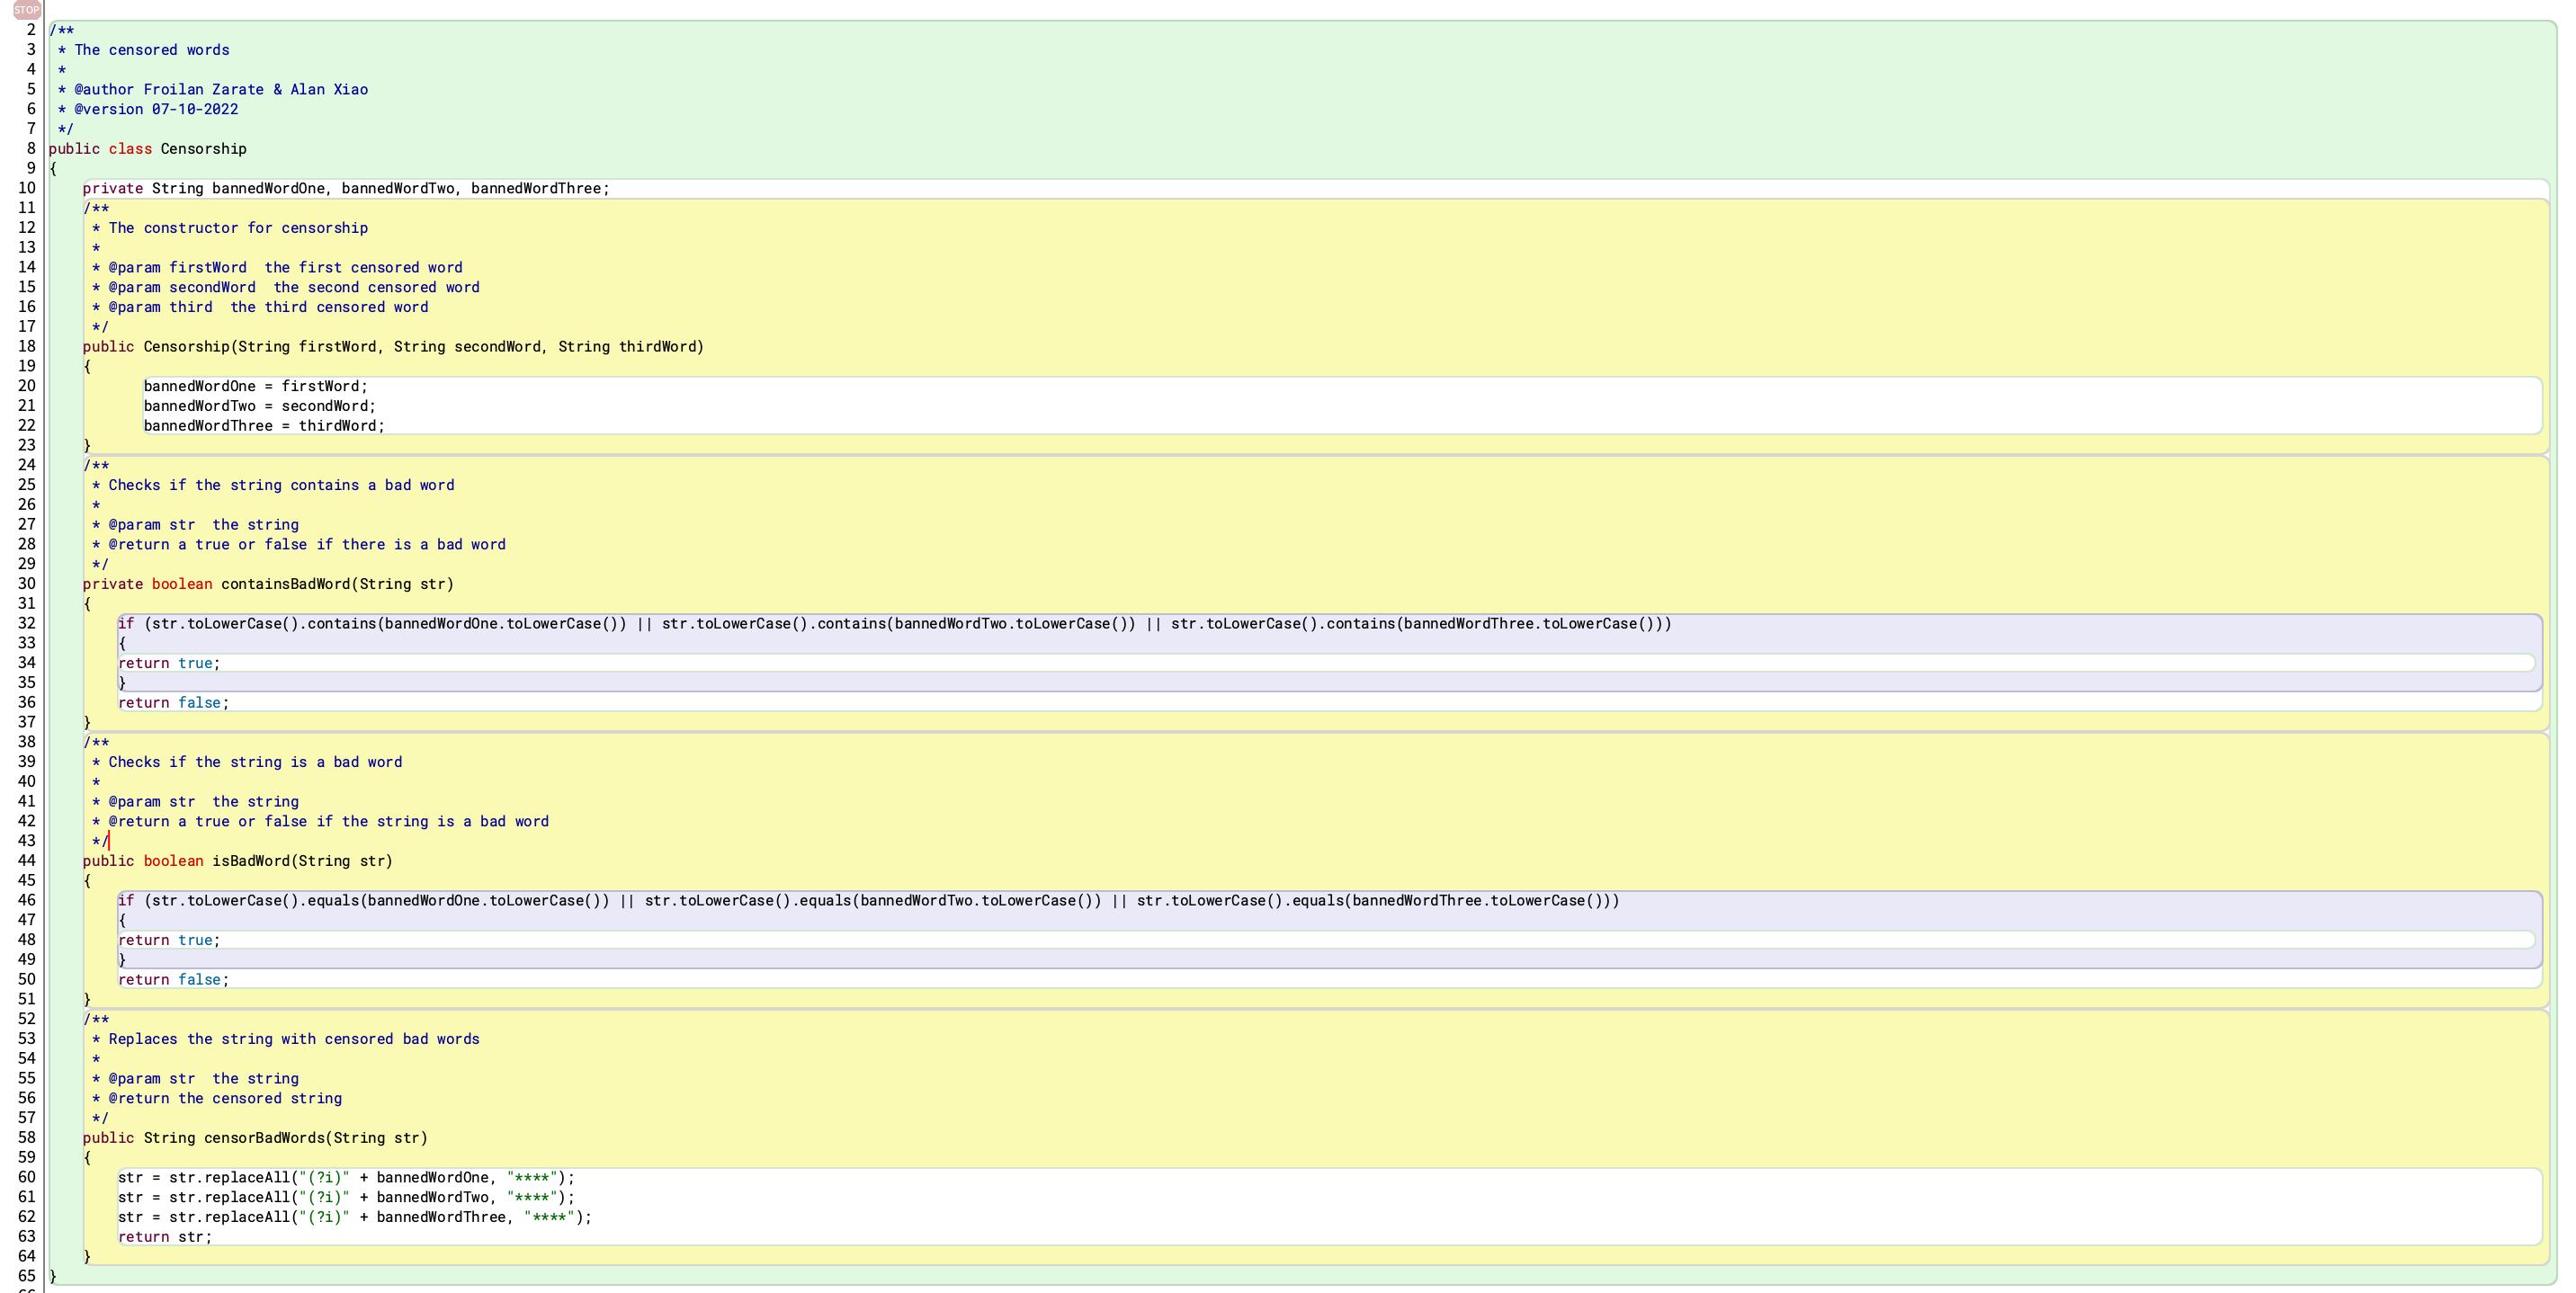 STOP
2 /**
3  * The censored words
4  *
5  * @author Froilan Zarate & Alan Xiao
6  * @version 07-10-2022
7  */
8 public class Censorship
9 {
10     private String bannedWordOne, bannedWordTwo, bannedWordThree;
11     /**
12      * The constructor for censorship
13      *
14      * @param firstWord  the first censored word
15      * @param secondWord  the second censored word
16      * @param third  the third censored word
17      */
18     public Censorship(String firstWord, String secondWord, String thirdWord)
19     {
20            bannedWordOne = firstWord;
21            bannedWordTwo = secondWord;
22            bannedWordThree = thirdWord;
23     }
24     /**
25      * Checks if the string contains a bad word
26      *
27      * @param str  the string
28      * @return a true or false if there is a bad word
29      */
30     private boolean containsBadWord(String str)
31     {
32         if (str.toLowerCase().contains(bannedWordOne.toLowerCase()) || str.toLowerCase().contains(bannedWordTwo.toLowerCase()) || str.toLowerCase().contains(bannedWordThree.toLowerCase()))
33         {
34         return true;
35         }
36         return false;
37     }
38     /**
39      * Checks if the string is a bad word
40      *
41      * @param str  the string
42      * @return a true or false if the string is a bad word
43      */
44     public boolean isBadWord(String str)
45     {
46         if (str.toLowerCase().equals(bannedWordOne.toLowerCase()) || str.toLowerCase().equals(bannedWordTwo.toLowerCase()) || str.toLowerCase().equals(bannedWordThree.toLowerCase()))
47         {
48         return true;
49         }
50         return false;
51     }
52     /**
53      * Replaces the string with censored bad words
54      *
55      * @param str  the string
56      * @return the censored string
57      */
58     public String censorBadWords(String str)
59     {
60         str = str.replaceAll("(?i)" + bannedWordOne, "****");
61         str = str.replaceAll("(?i)" + bannedWordTwo, "****");
62         str = str.replaceAll("(?i)" + bannedWordThree, "****");
63         return str;
64     }
65 }